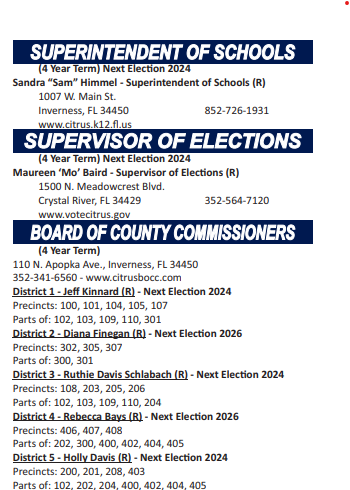 SUPERINTENDENT OF SCHOOLS
(4 Year Term) Next Election 2024
Sandra “Sam” Himmel - Superintendent of Schools (R)
1007 W. Main St.
Inverness, FL 34450 852-726-1931
www.citrus.k12.fl.us
SUPERVISOR OF ELECTIONS
(4 Year Term) Next Election 2024
Maureen ‘Mo’ Baird - Supervisor of Elections (R)
1500 N. Meadowcrest Blvd.
Crystal River, FL 34429 352-564-7120
www.votecitrus.gov
BOARD OF COUNTY COMMISSIONERS
(4 Year Term)
110 N. Apopka Ave., Inverness, FL 34450
352-341-6560 - www.citrusbocc.com
District 1 - Jeff Kinnard (R) - Next Election 2024
Precincts: 100, 101, 104, 105, 107
Parts of: 102, 103, 109, 110, 301
District 2 - Diana Finegan (R) - Next Election 2026
Precincts: 302, 305, 307
Parts of: 300, 301
District 3 - Ruthie Davis Schlabach (R) - Next Election 2024
Precincts: 108, 203, 205, 206
Parts of: 102, 103, 109, 110, 204
District 4 - Rebecca Bays (R) - Next Election 2026
Precincts: 406, 407, 408
Parts of: 202, 300, 400, 402, 404, 405
District 5 - Holly Davis (R) - Next Election 2024
Precincts: 200, 201, 208, 403
Parts of: 102, 202, 204, 400, 402, 404, 405